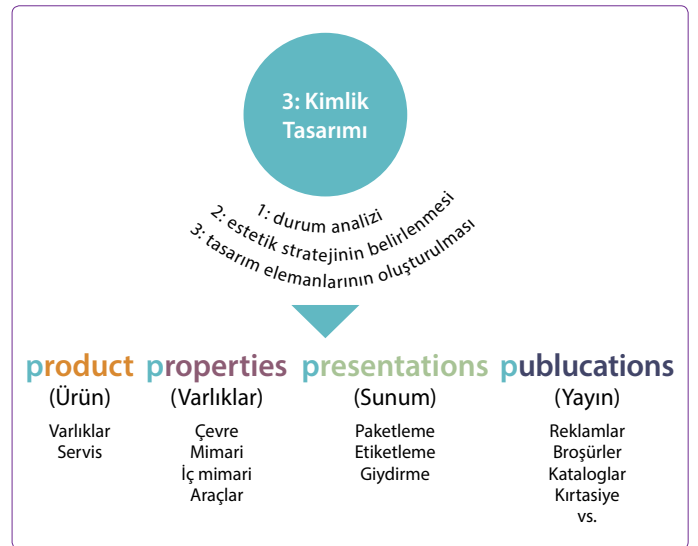 3: Kimlik
Tasarımı
1: durum analizi
2: estetik stratejinin belirlenmesi
3: tasarım elemanlarının oluşturulması
product
(Ürün)
Varlıklar
Servis
properties
(Varlıklar)
Çevre
Mimari
İç mimari
Araçlar
presentations
(Sunum)
Paketleme
Etiketleme
Giydirme
publucations
(Yayın)
Reklamlar
Broşürler
Kataloglar
Kırtasiye
vs.